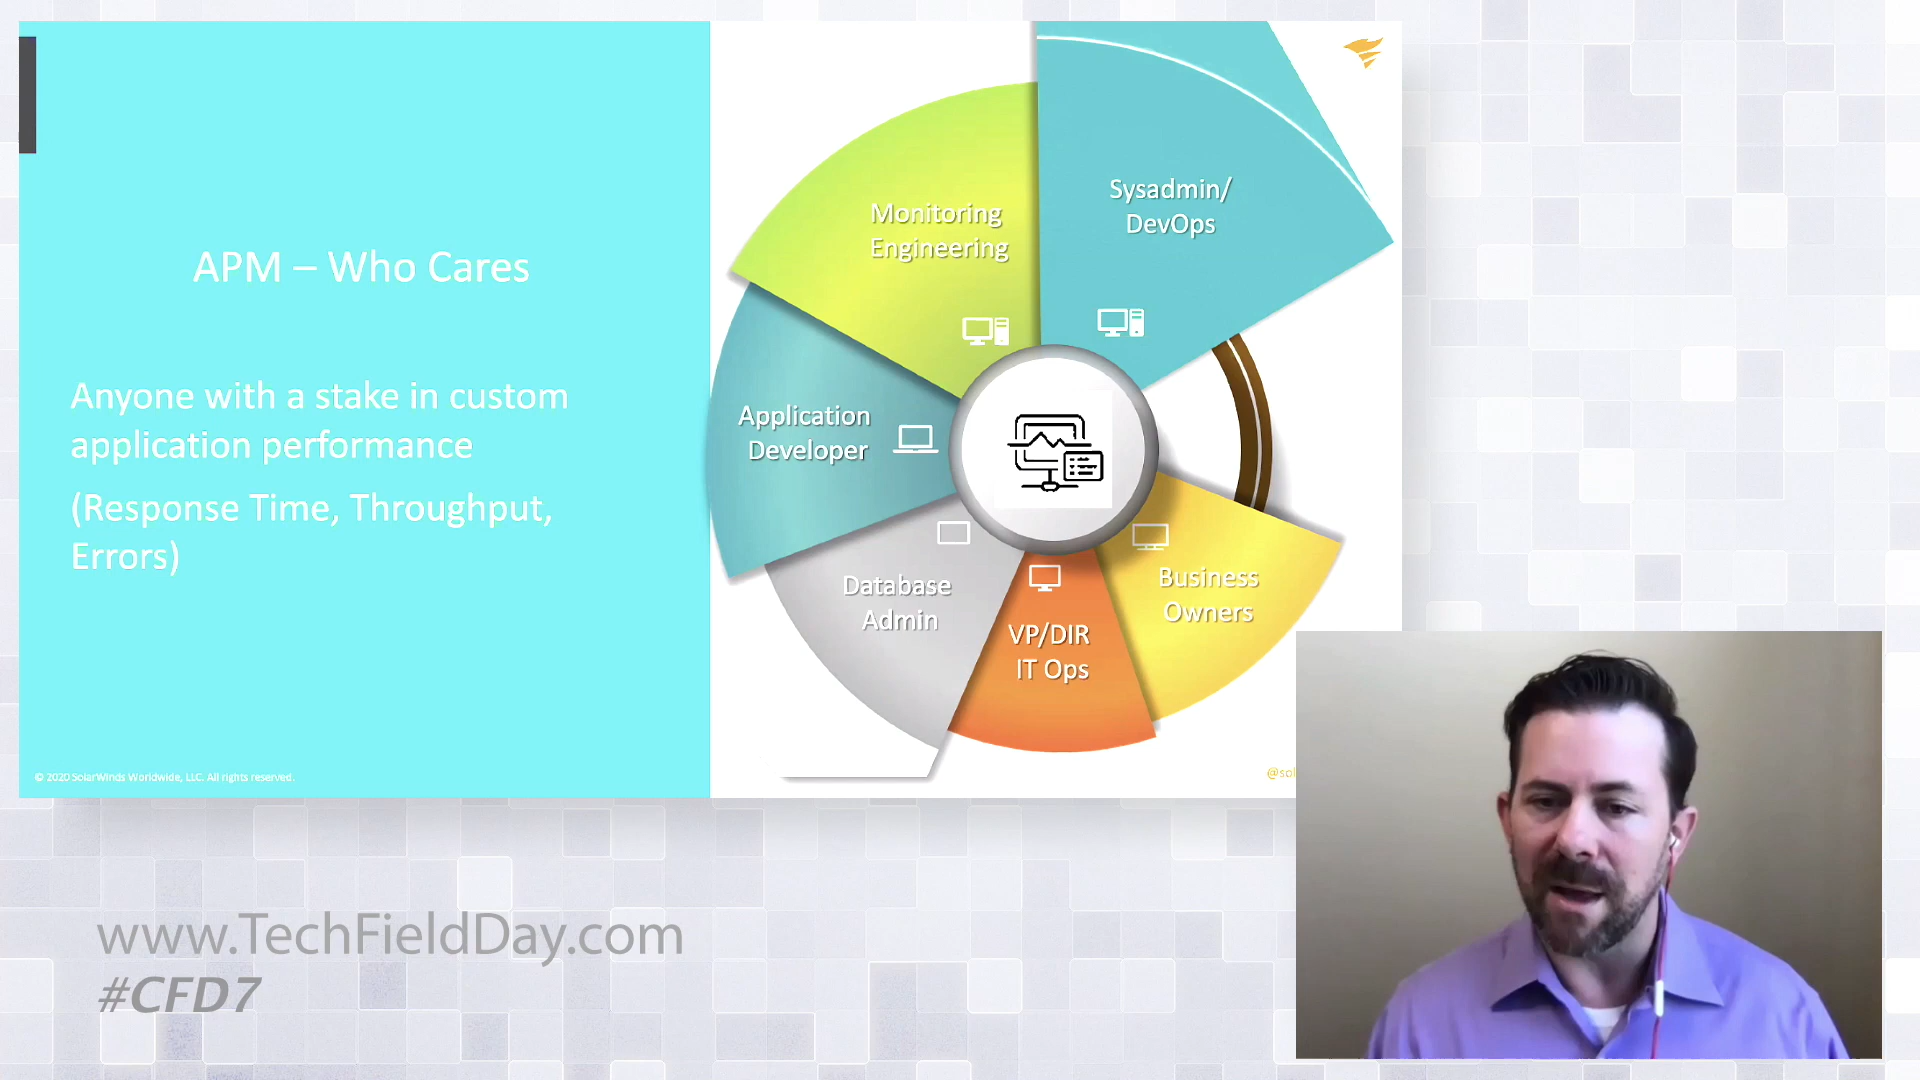 APM – Who Cares
Anyone with a stake in custom
application performance
(Response Time, Throughput,
Errors)
© 2020 SolarWinds Worldwide, LLC. All rights reserved.
Monitoring
Engineering
Sysadmin/
DevOps
Application
Developer
Database
Admin
VP/DIR
IT Ops
Business
Owners
www.TechFieldDay.com
#CFD7